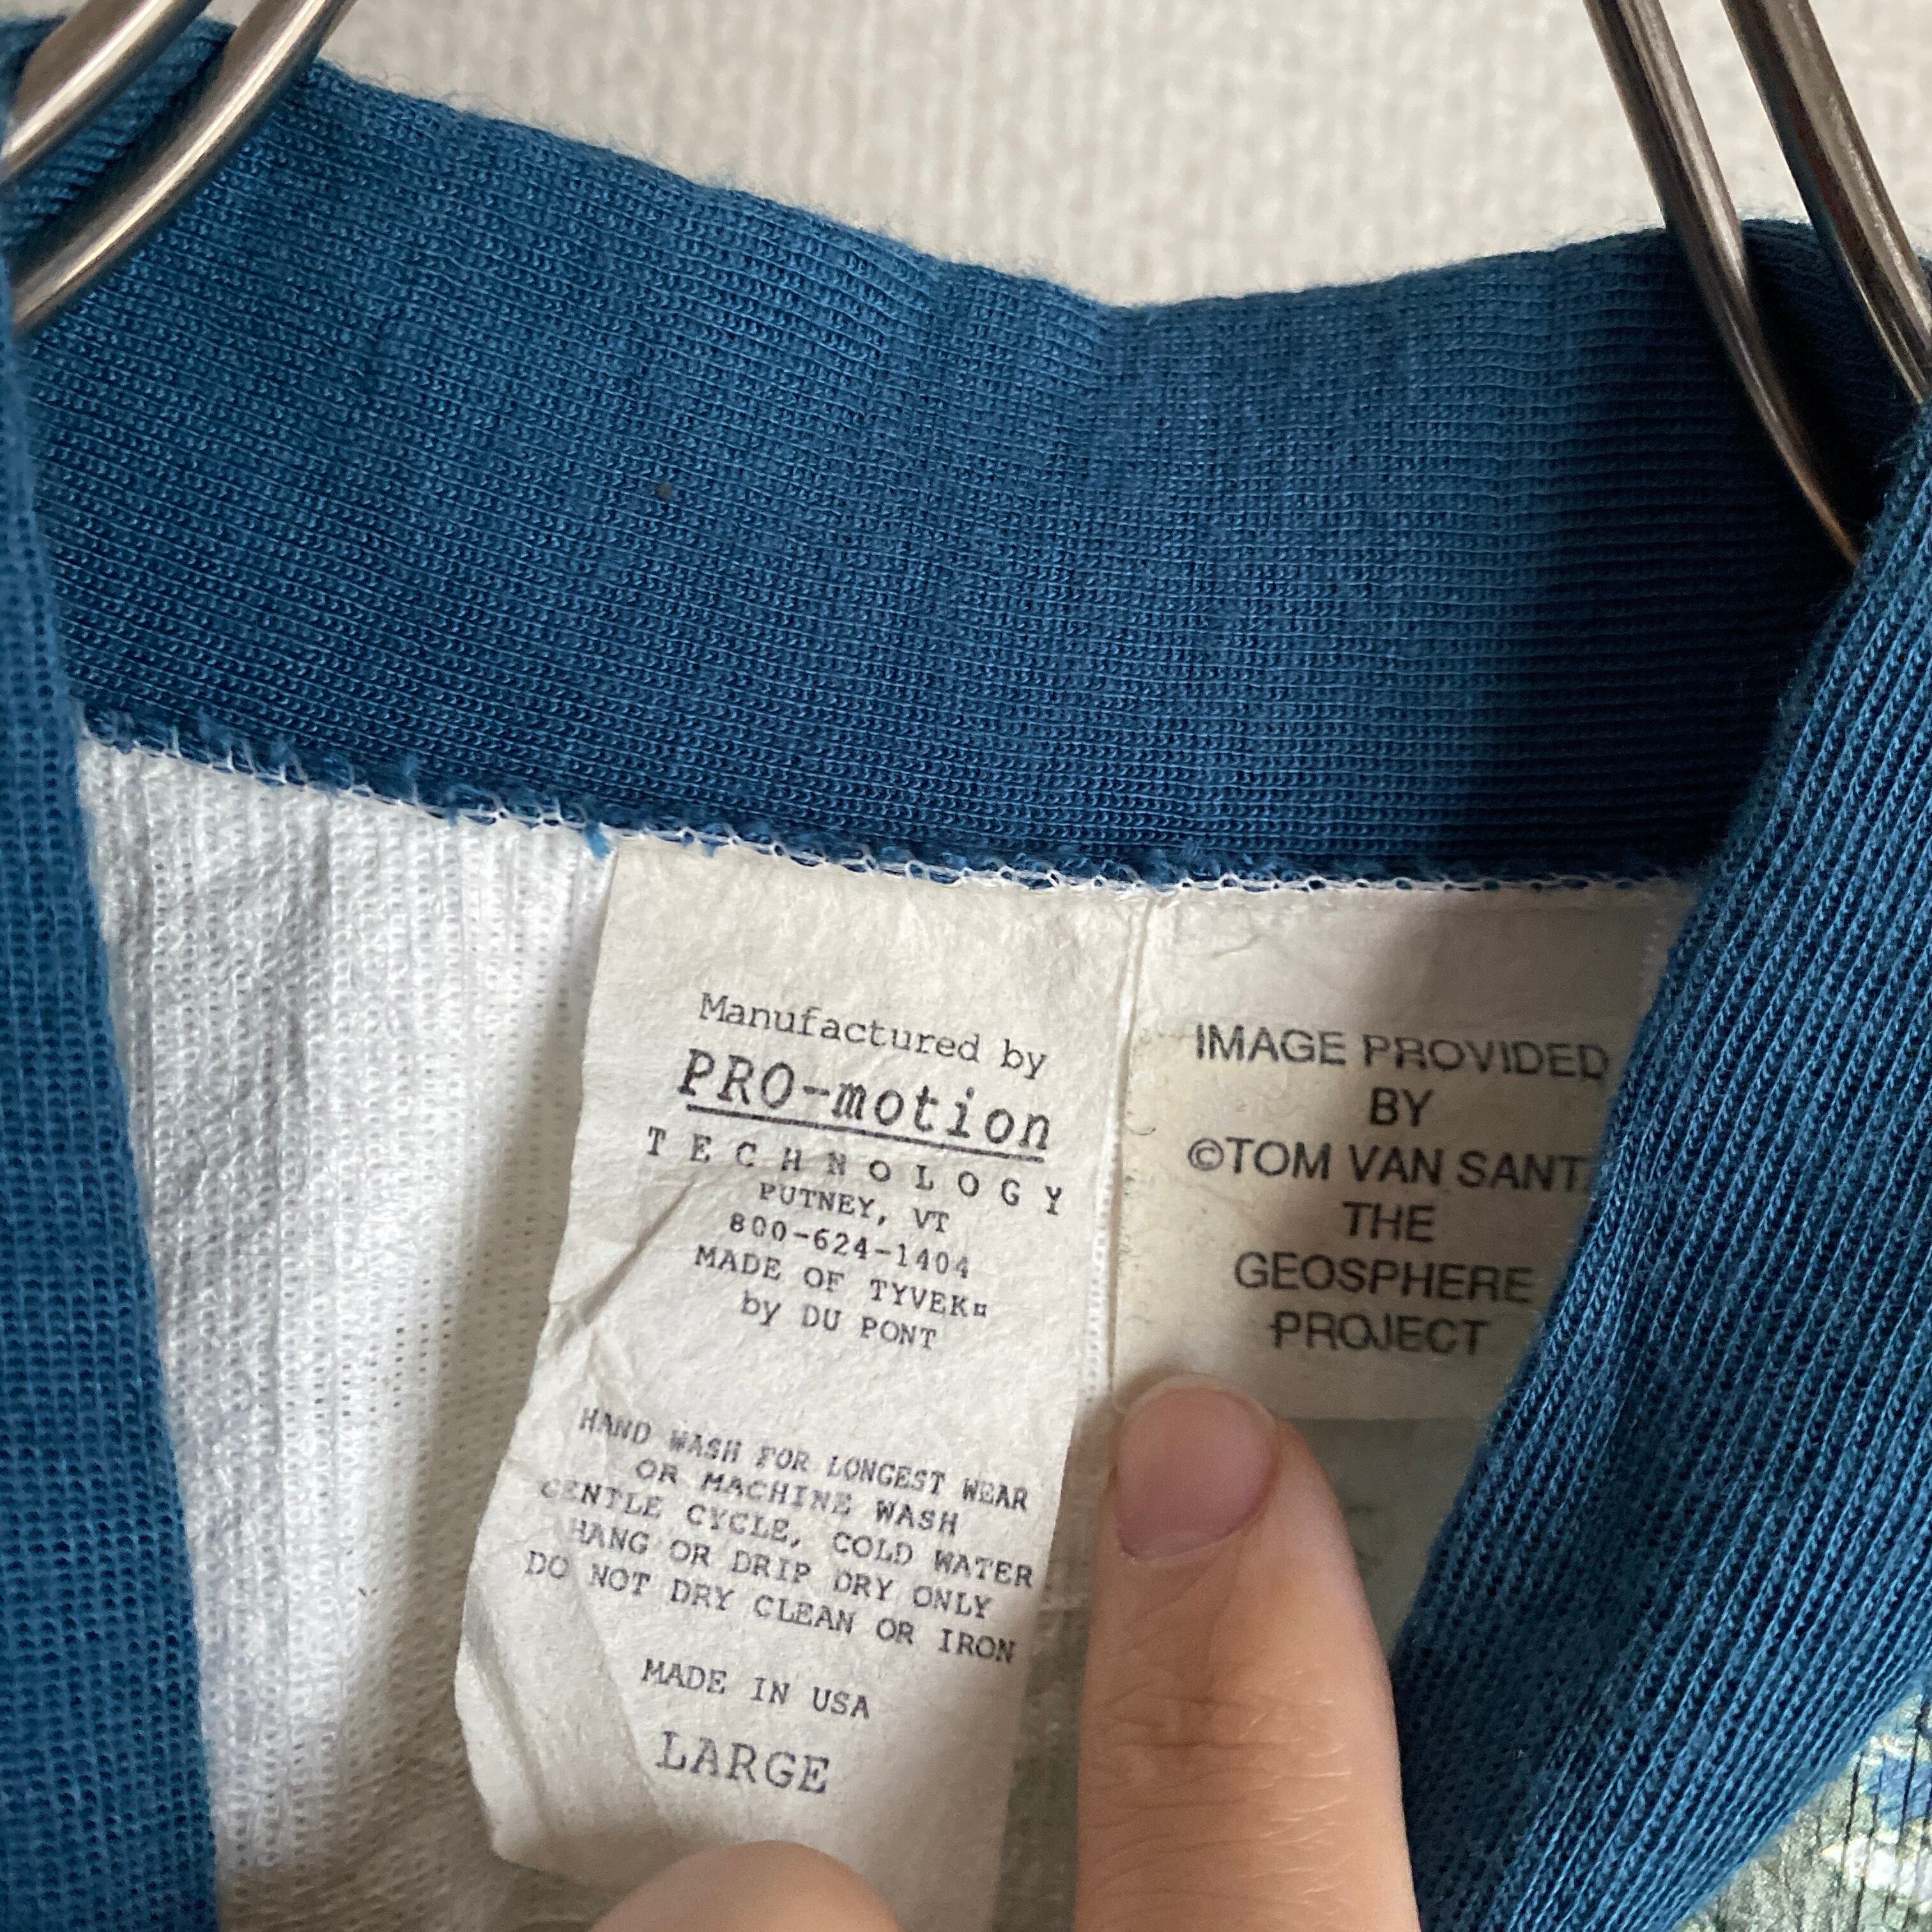 Manufactured by
PRO-motion
TECHNOLOGY
PUTNEY, VT
800-624-1404
MADE OF TYVEK¤
by DU PONT
HAND WASH FOR LONGEST WEAR
OR MACHINE WASH
GENTLE CYCLE, COLD WATER
HANG OR DRIP DRY ONLY
DO NOT DRY CLEAN OR IRON
MADE IN USA
LARGE
IMAGE PROVIDED
BY
©TOM VAN SANT
THE
GEOSPHERE
PROJECT